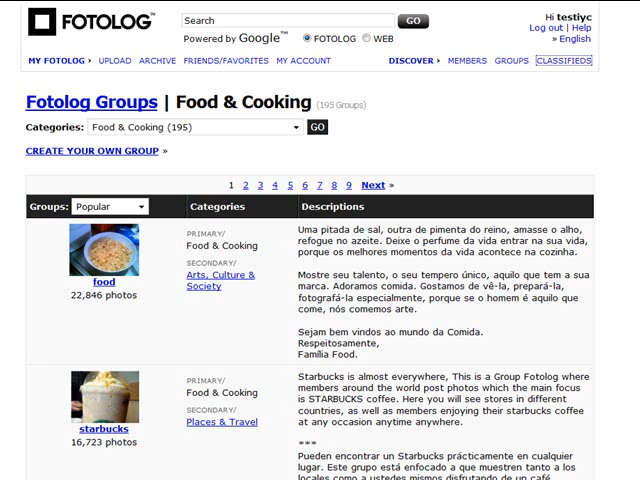 FOTOLOG
Search
GO
Powered by Google™
FOTOLOG
WEB
Hi testiyc
Log out | Help
» English
MY FOTOLOG › UPLOAD ARCHIVE FRIENDS/FAVORITES MY ACCOUNT
DISCOVER › MEMBERS GROUPS CLASSIFIEDS
Fotolog Groups | Food & Cooking (195 Groups)
Categories: Food & Cooking (195) GO
CREATE YOUR OWN GROUP »
1 2 3 4 5 6 7 8 9 Next »
Groups: Popular Categories Descriptions
food
22,846 photos
PRIMARY/
Food & Cooking
SECONDARY/
Arts, Culture &
Society
Uma pitada de sal, outra de pimenta do reino, amasse o alho,
refogue no azeite. Deixe o perfume da vida entrar na sua vida,
porque os melhores momentos da vida acontece na cozinha.
Mostre seu talento, o seu tempero único, aquilo que tem a sua
marca. Adoramos comida. Gostamos de vê-la, prepará-la,
fotografá-la especialmente, porque se o homem é aquilo que
come, nós comemos arte.
Sejam bem vindos ao mundo da Comida.
Respeitosamente,
Família Food.
starbucks
16,723 photos
PRIMARY/
Food & Cooking
SECONDARY/
Places & Travel
Starbucks is almost everywhere, This is a Group Fotolog where
members around the world post photos which the main focus
is STARBUCKS coffee. Here you will see stores in different
countries, as well as members enjoying their starbucks coffee
at any occasion anytime anywhere.
***
Pueden encontrar un Starbucks prácticamente en cualquier
lugar. Este grupo está enfocado a que muestren tanto a los
locales como a ustedes mismos disfrutando de un café